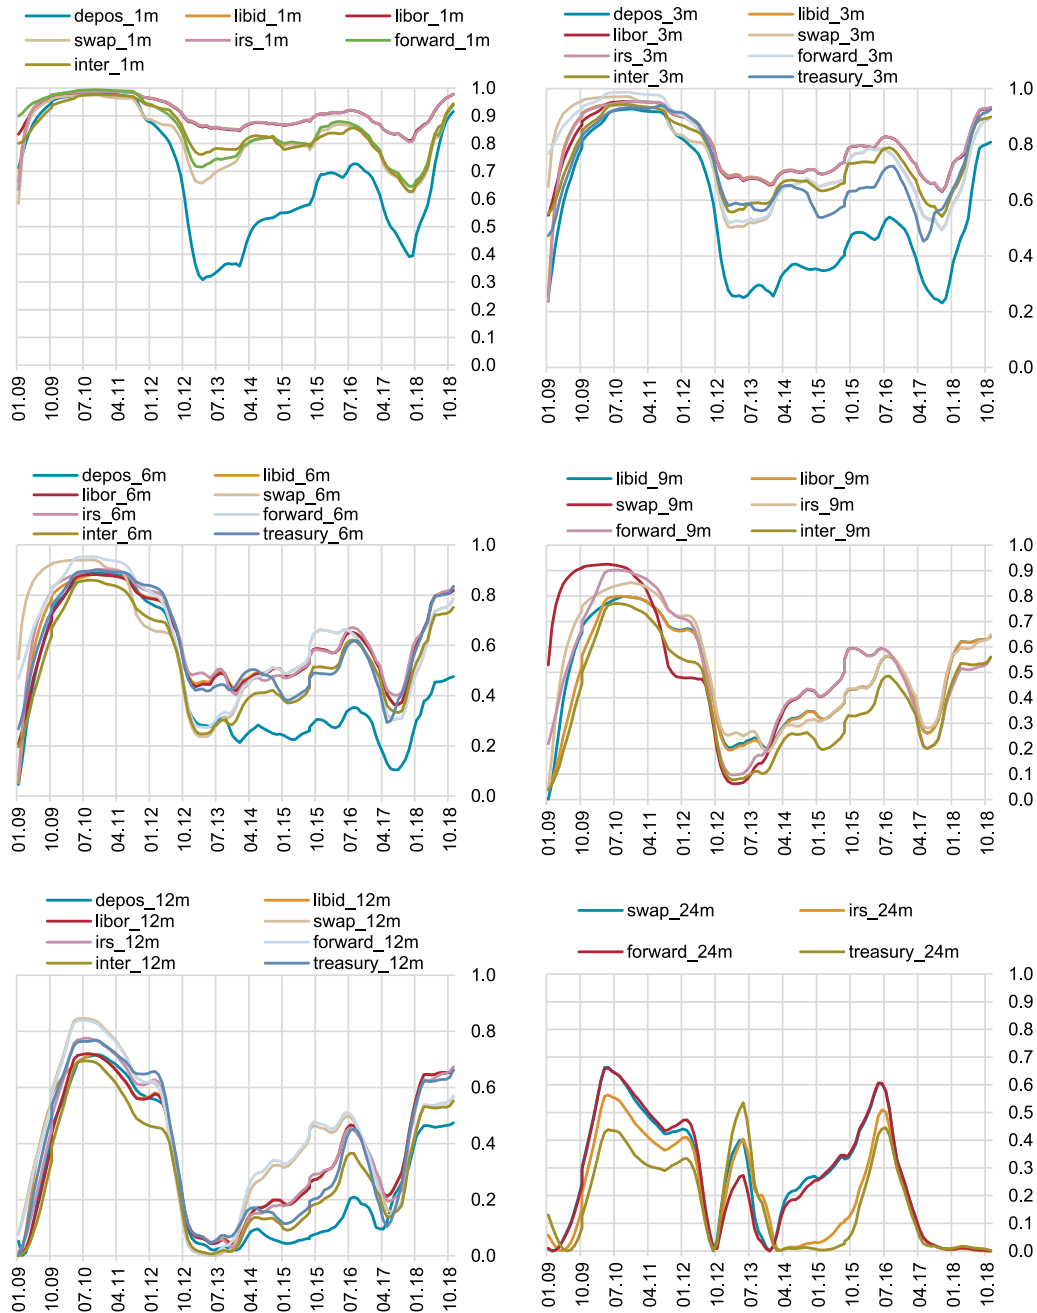 depos_1m libid_1m libor_1m
swap_1m irs_1m forward_1m
inter_1m
1.0
0.9
0.8
0.7
0.6
0.5
0.4
0.3
0.2
0.1
0.0
01.09 10.09 07.10 04.11 01.12 10.12 07.13 04.14 01.15 10.15 07.16 04.17 01.18 10.18
depos_3m libid_3m
libor_3m swap_3m
irs_3m forward_3m
inter_3m treasury_3m
1.0
0.8
0.6
0.4
0.2
0.0
01.09 10.09 07.10 04.11 01.12 10.12 07.13 04.14 01.15 10.15 07.16 04.17 01.18 10.18
depos_6m libid_6m
libor_6m swap_6m
irs_6m forward_6m
inter_6m treasury_6m
1.0
0.8
0.6
0.4
0.2
0.0
01.09 10.09 07.10 04.11 01.12 10.12 07.13 04.14 01.15 10.15 07.16 04.17 01.18 10.18
libid_9m libor_9m
swap_9m irs_9m
forward_9m inter_9m
1.0
0.9
0.8
0.7
0.6
0.5
0.4
0.3
0.2
0.1
0.0
01.09 10.09 07.10 04.11 01.12 10.12 07.13 04.14 01.15 10.15 07.16 04.17 01.18 10.18
depos_12m libid_12m
libor_12m swap_12m
irs_12m forward_12m
inter_12m treasury_12m
1.0
0.8
0.6
0.4
0.2
0.0
01.09 10.09 07.10 04.11 01.12 10.12 07.13 04.14 01.15 10.15 07.16 04.17 01.18 10.18
swap_24m irs_24m
forward_24m treasury_24m
1.0
0.9
0.8
0.7
0.6
0.5
0.4
0.3
0.2
0.1
0.0
01.09 10.09 07.10 04.11 01.12 10.12 07.13 04.14 01.15 10.15 07.16 04.17 01.18 10.18